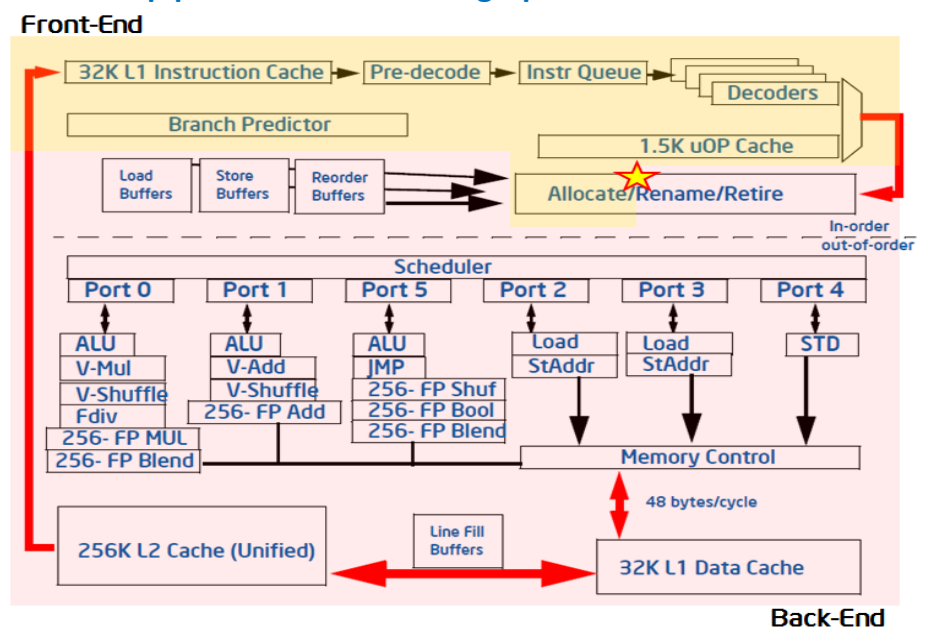 Front-End
32K L1 Instruction Cache
Pre-decode
Instr Queue
Decoders
Branch Predictor
1.5K uOP Cache
Load
Buffers
Store
Buffers
Reorder
Buffers
Allocate/Rename/Retire
In-order
out-of-order
Scheduler
Port 0
Port 1
Port 5
Port 2
Port 3
Port 4
ALU
V-Mul
V-Shuffle
Fdiv
256- FP MUL
256- FP Blend
ALU
V-Add
V-Shuffle
256- FP Add
ALU
JMP
256- FP Shuf
256- FP Bool
256- FP Blend
Load
StAddr
Load
StAddr
STD
Memory Control
48 bytes/cycle
256K L2 Cache (Unified)
Line Fill
Buffers
32K L1 Data Cache
Back-End